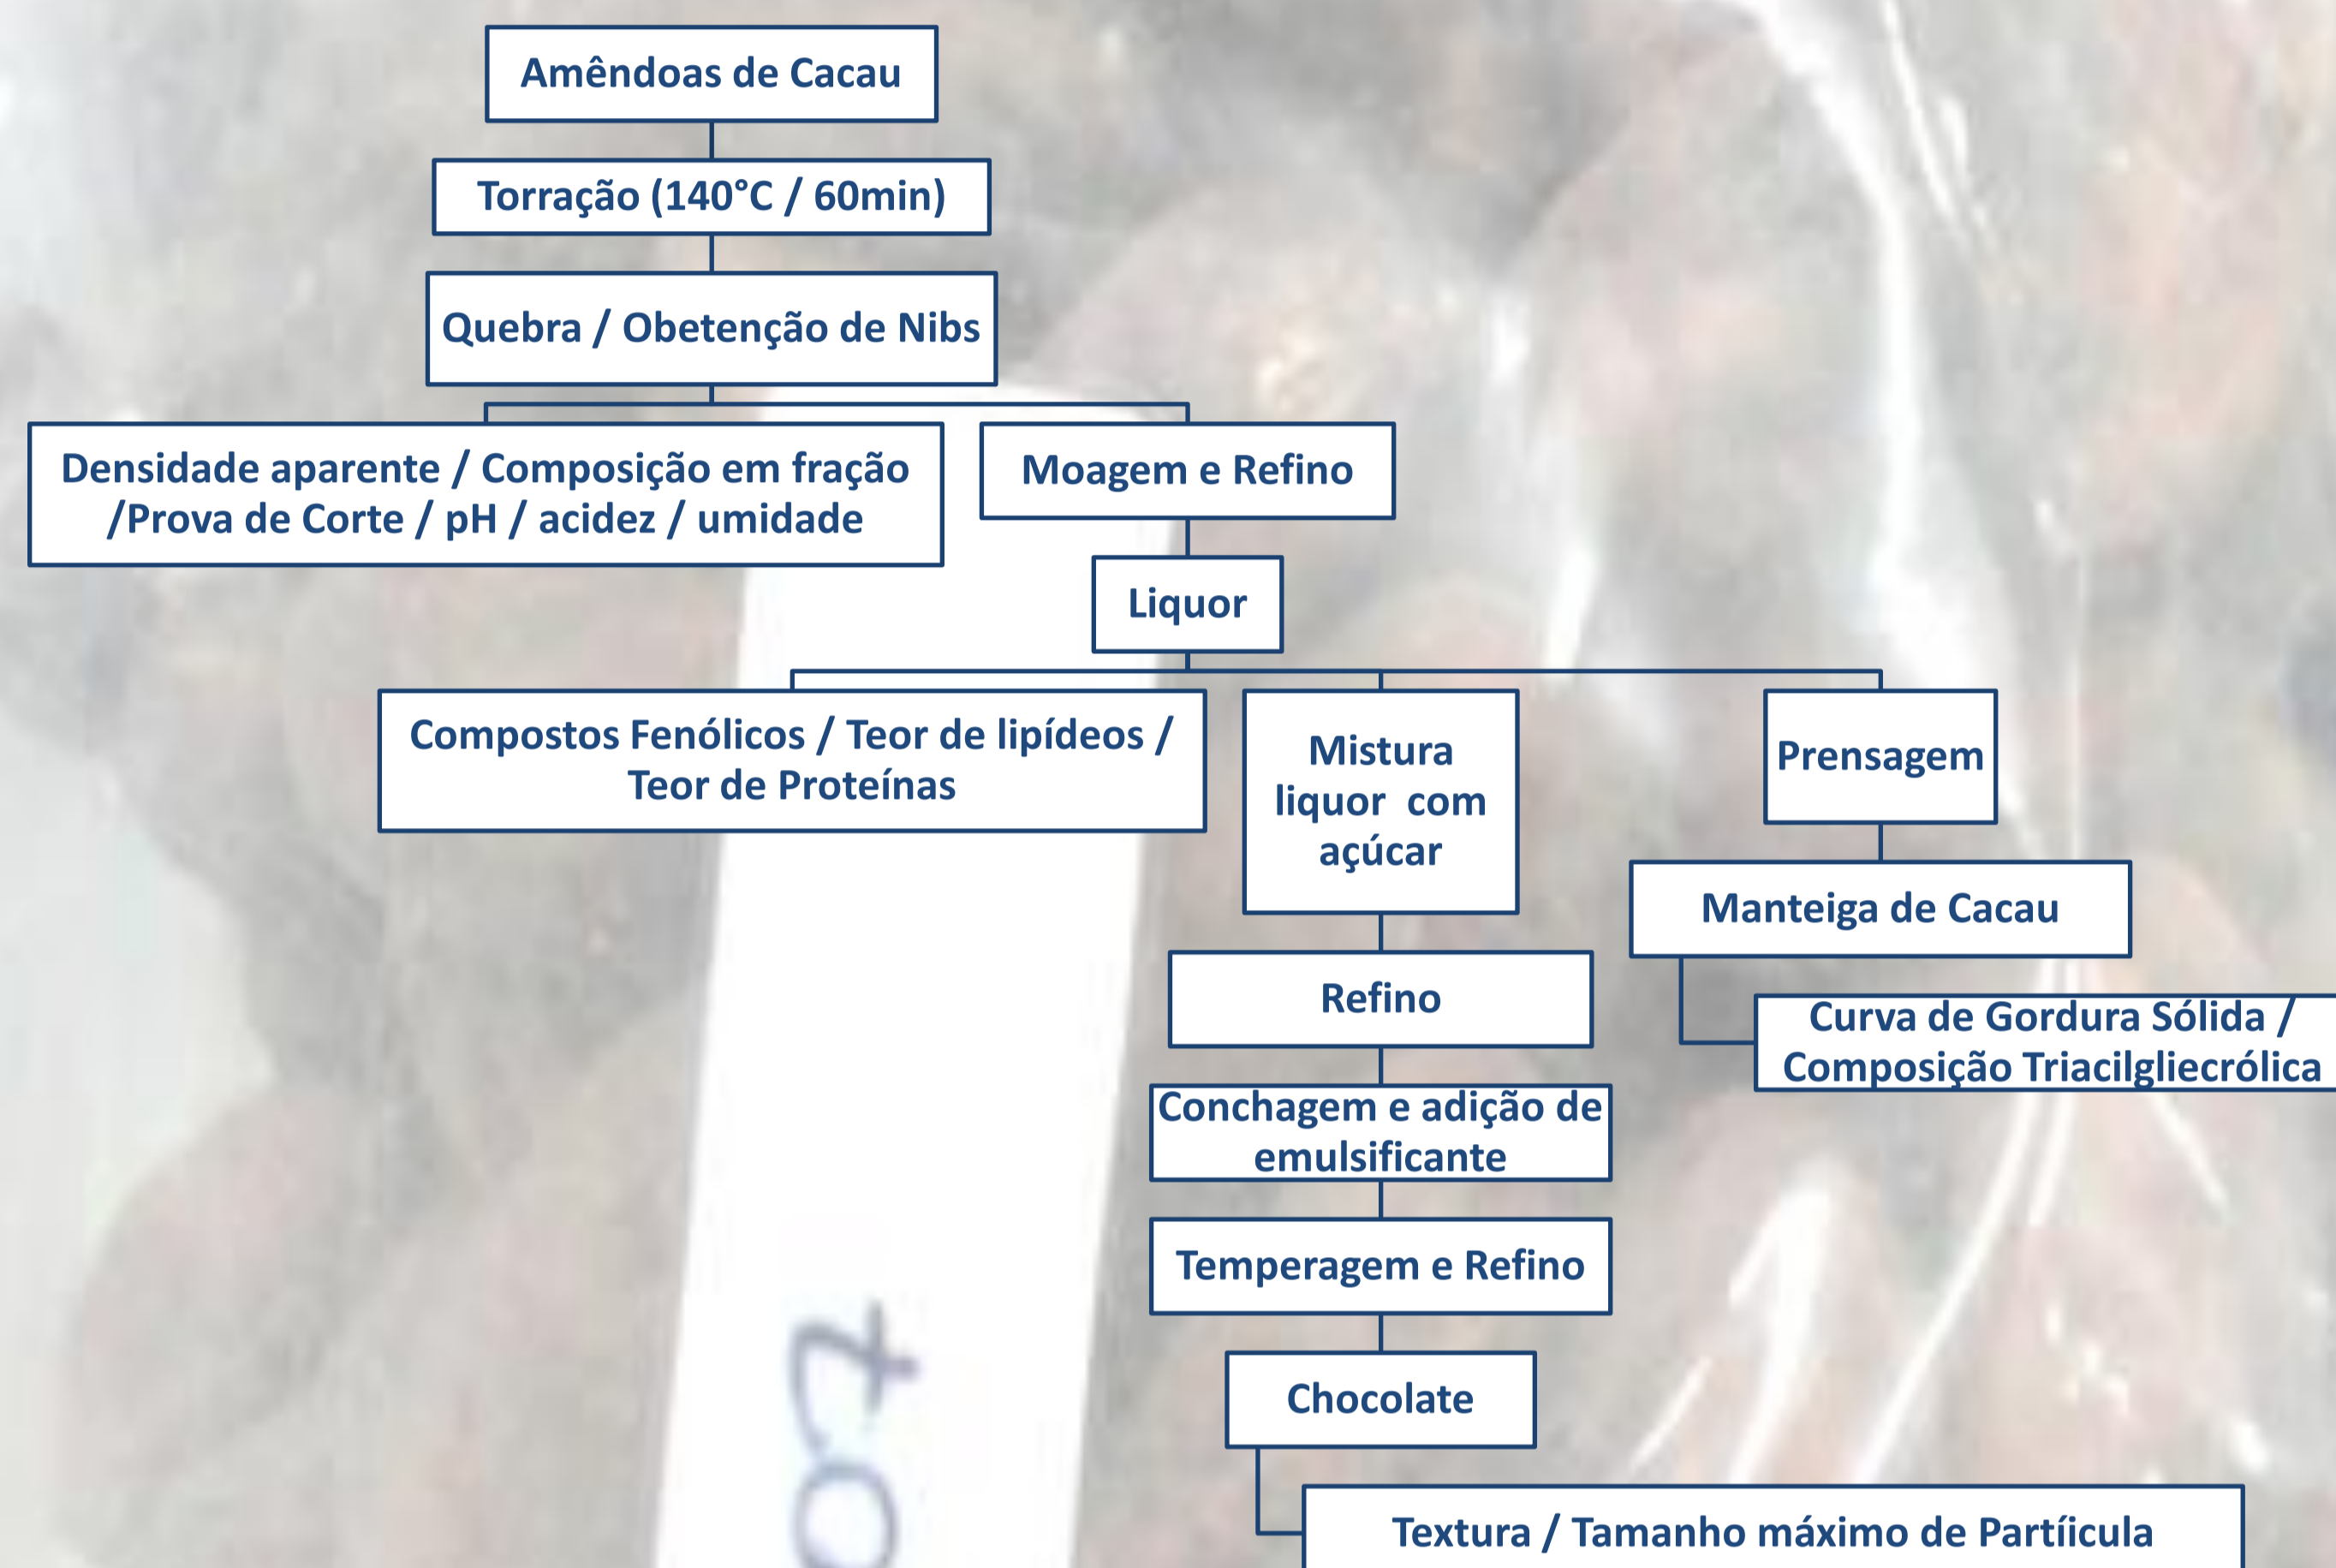 Amêndoas de Cacau
Torração (140°C / 60min)
Quebra / Obetenção de Nibs
Densidade aparente / Composição em fração
/Prova de Corte / pH / acidez / umidade
Moagem e Refino
Liquor
Compostos Fenólicos / Teor de lipídeos /
Teor de Proteínas
Mistura
liquor com
açúcar
Prensagem
Manteiga de Cacau
Refino
Curva de Gordura Sólida /
Composição Triacilgliecrólica
Conchagem e adição de
emulsificante
Temperagem e Refino
Chocolate
Textura / Tamanho máximo de Partíicula
07